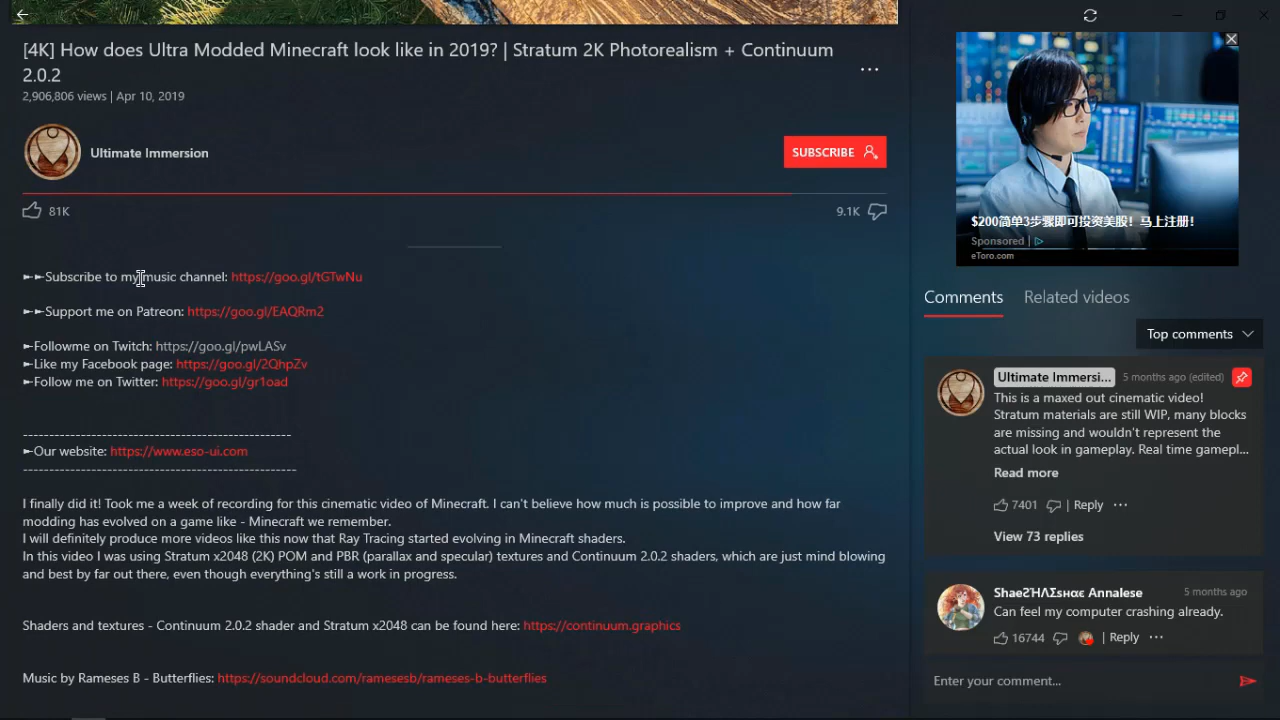 [4K] How does Ultra Modded Minecraft look like in 2019? | Stratum 2K Photorealism + Continuum
2.0.2
2,906,806 views | Apr 10, 2019
Ultimate Immersion
SUBSCRIBE
81K
9.1K
►►Subscribe to my music channel: https://goo.gl/tGTwNu
►►Support me on Patreon: https://goo.gl/EAQRm2
►Followme on Twitch: https://goo.gl/pwLASv
►Like my Facebook page: https://goo.gl/2QhpZv
►Follow me on Twitter: https://goo.gl/gr1oad
----------------------------------------------------
►Our website: https://www.eso-ui.com
-----------------------------------------------------
I finally did it! Took me a week of recording for this cinematic video of Minecraft. I can't believe how much is possible to improve and how far
modding has evolved on a game like - Minecraft we remember.
I will definitely produce more videos like this now that Ray Tracing started evolving in Minecraft shaders.
In this video I was using Stratum x2048 (2K) POM and PBR (parallax and specular) textures and Continuum 2.0.2 shaders, which are just mind blowing
and best by far out there, even though everything's still a work in progress.
Shaders and textures - Continuum 2.0.2 shader and Stratum x2048 can be found here: https://continuum.graphics
Music by Rameses B - Butterflies: https://soundcloud.com/ramesesb/rameses-b-butterflies
$200简单3步骤即可投资美股！马上注册！
Sponsored |
eToro.com
Comments
Related videos
Top comments
Ultimate Immersi...
5 months ago (edited)
This is a maxed out cinematic video!
Stratum materials are still WIP, many blocks
are missing and wouldn't represent the
actual look in gameplay. Real time gamepl...
Read more
7401
Reply
View 73 replies
ShaeƧΉΛΣsнαє Annalese
5 months ago
Can feel my computer crashing already.
16744
Reply
Enter your comment...